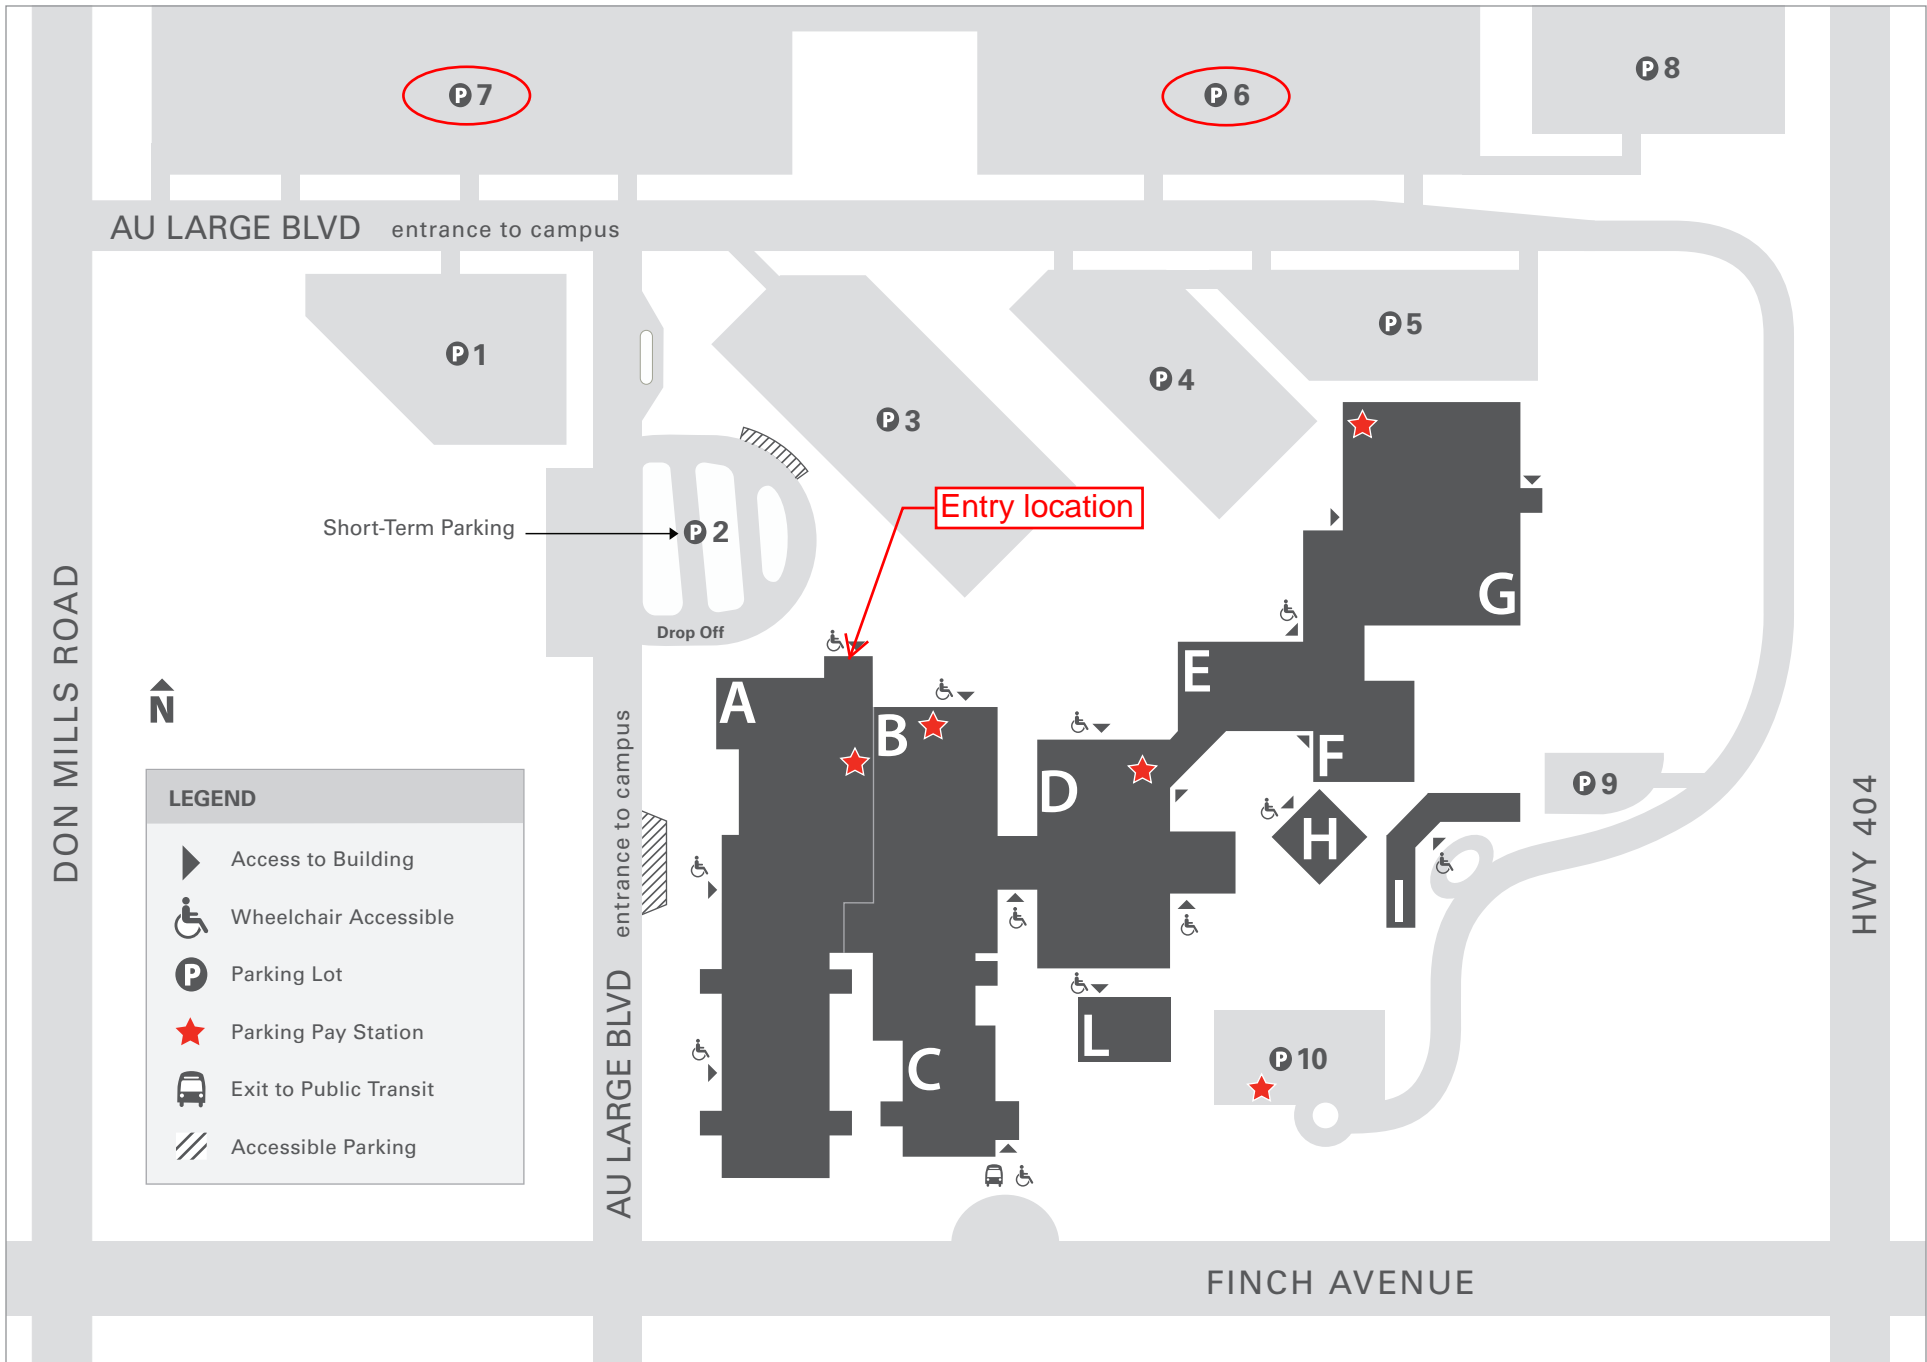 P 7
P 6
P 8
AU LARGE BLVD entrance to campus
P 1
P 3
P 4
P 5
Short-Term Parking
P 2
Entry location
Drop Off
DON MILLS ROAD
N
A
B
C
D
E
F
G
H
I
L
P 9
P 10
HWY 404
LEGEND
Access to Building
Wheelchair Accessible
P Parking Lot
Parking Pay Station
Exit to Public Transit
Accessible Parking
AU LARGE BLVD entrance to campus
FINCH AVENUE